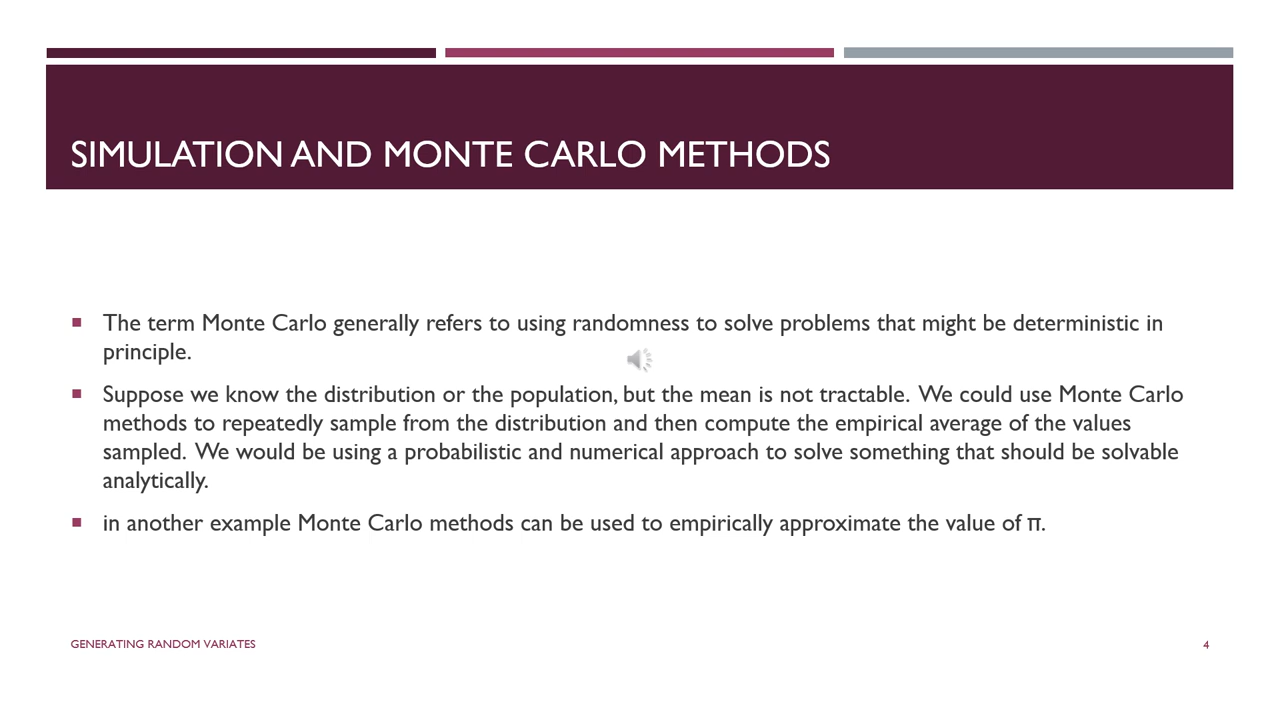 SIMULATION AND MONTE CARLO METHODS
The term Monte Carlo generally refers to using randomness to solve problems that might be deterministic in
principle.
Suppose we know the distribution or the population, but the mean is not tractable.  We could use Monte Carlo
methods to repeatedly sample from the distribution and then compute the empirical average of the values
sampled.  We would be using a probabilistic and numerical approach to solve something that should be solvable
analytically.
in another example Monte Carlo methods can be used to empirically approximate the value of π.
GENERATING RANDOM VARIATES
4